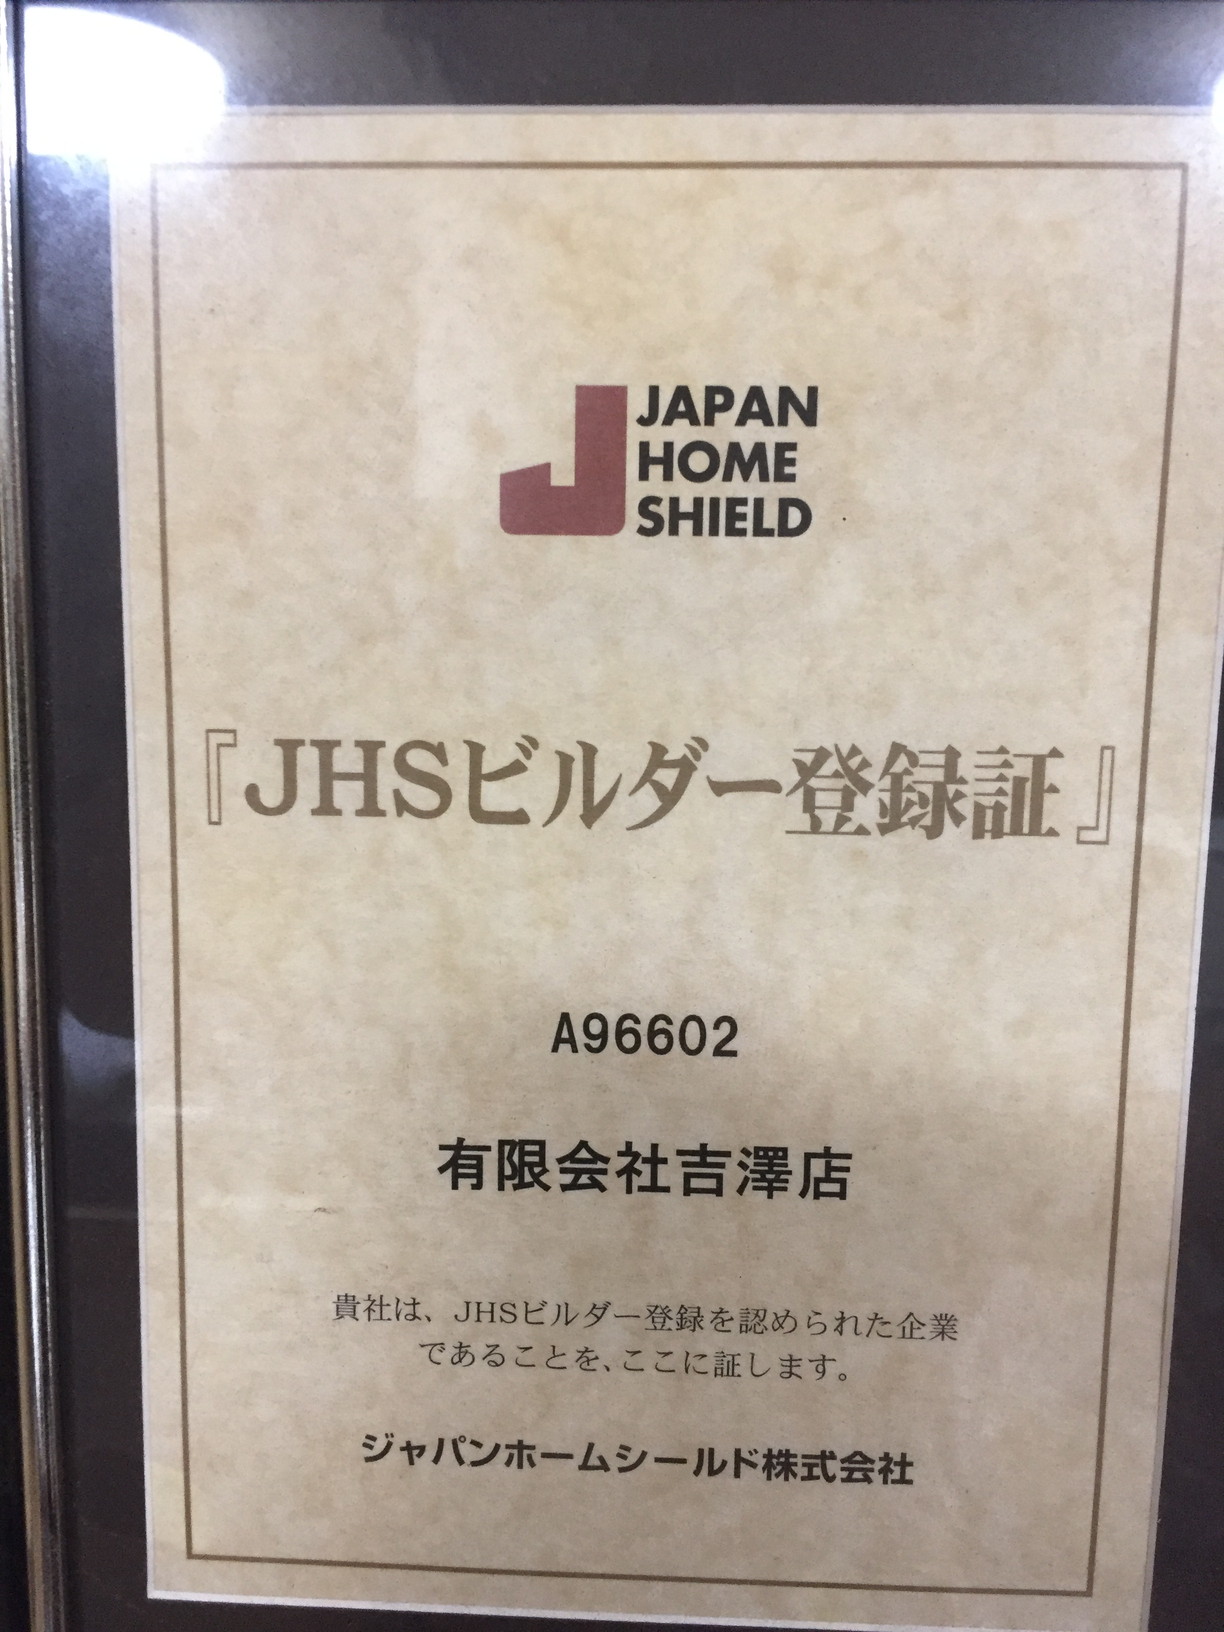 JAPAN
HOME
SHIELD
『JHSビルダー登録証』
A96602
有限会社吉澤店
貴社は、JHSビルダー登録を認められた企業
であることを、ここに証します。
ジャパンホームシールド株式会社